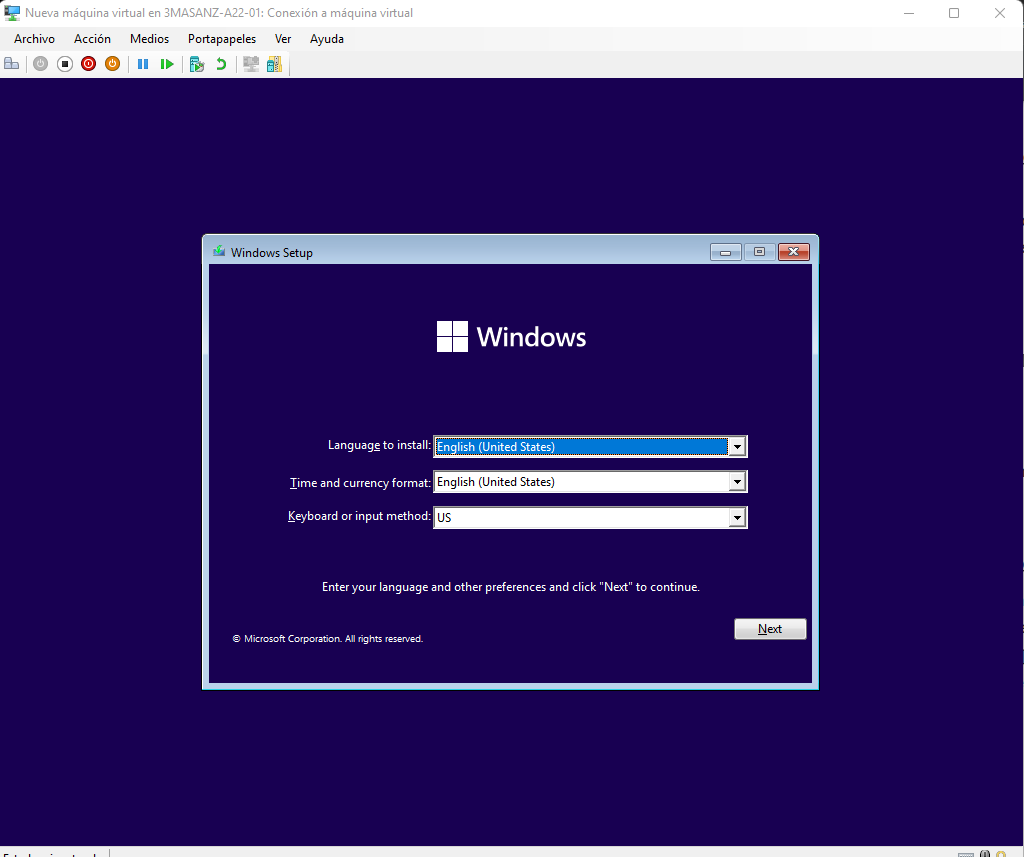 Nueva máquina virtual en 3MASANZ-A22-01: Conexión a máquina virtual
Archivo Acción Medios Portapapeles Ver Ayuda
Windows Setup
Windows
Language to install: English (United States)
Time and currency format: English (United States)
Keyboard or input method: US
Enter your language and other preferences and click "Next" to continue.
Next
© Microsoft Corporation. All rights reserved.